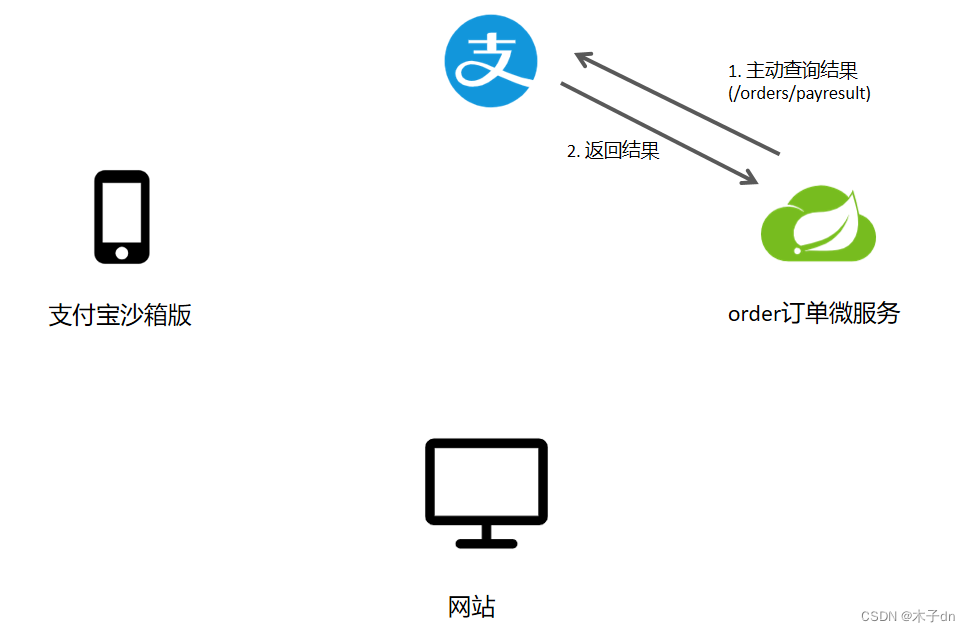 支
1. 主动查询结果
(/orders/payresult)
2. 返回结果
支付宝沙箱版
order订单微服务
网站
CSDN @木子dn